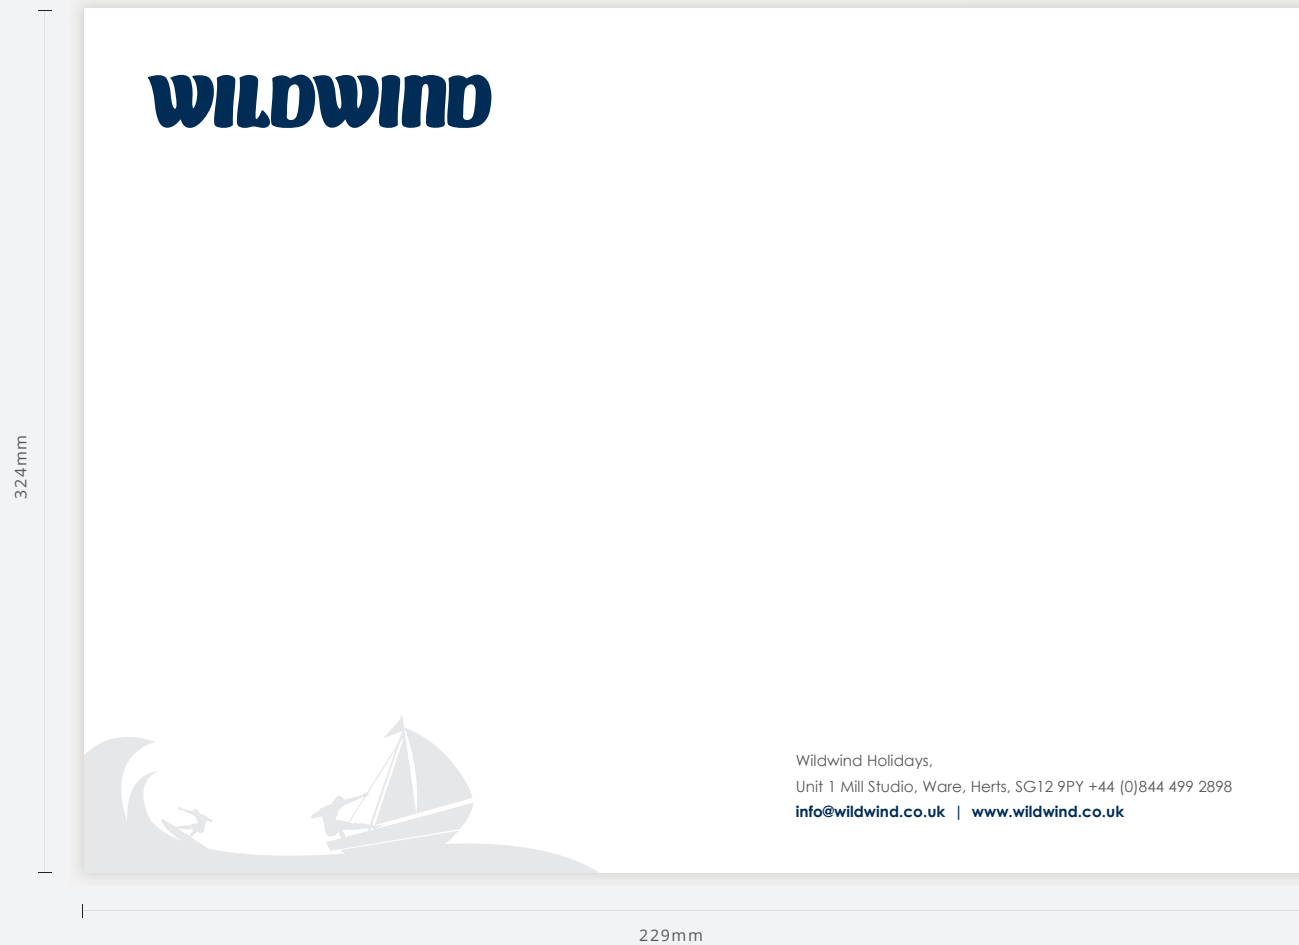 WILDWIND
324mm
Wildwind Holidays,
Unit 1 Mill Studio, Ware, Herts, SG12 9PY +44 (0)844 499 2898
info@wildwind.co.uk | www.wildwind.co.uk
229mm